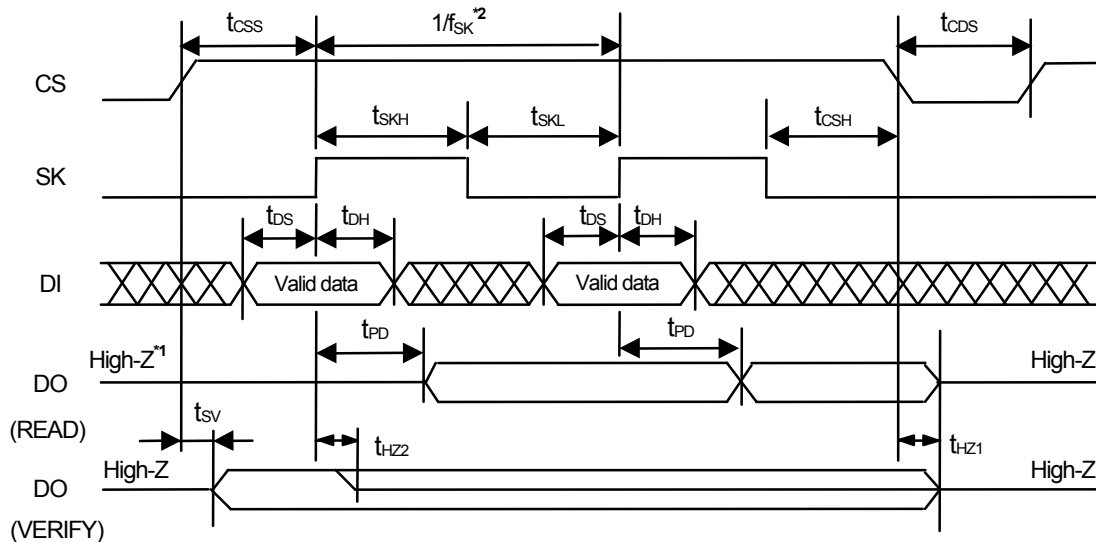 tCSS 1/fSK*2 tCDS
CS
tSKH tSKL tCSH
SK
tDS tDH tDS tDH
DI Valid data Valid data
tPD tPD
High-Z*1 High-Z
DO
(READ)
tSV tHZ2 tHZ1
High-Z High-Z
DO
(VERIFY)